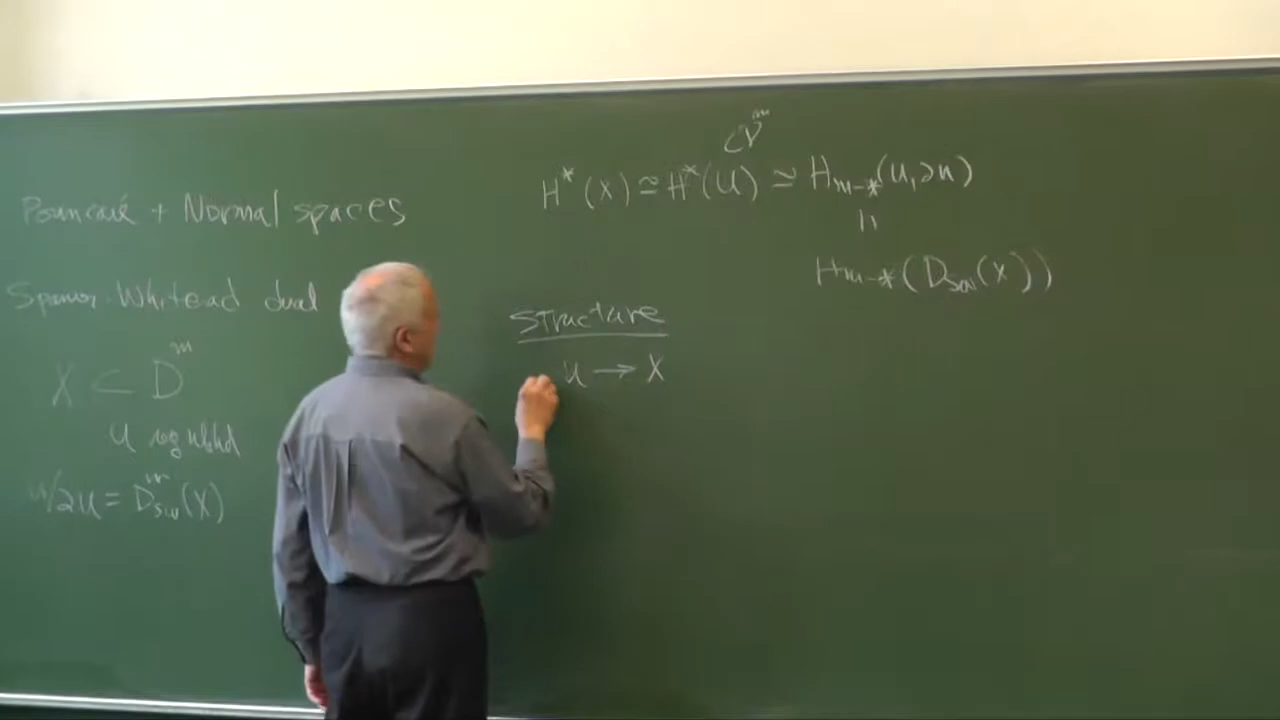 Poincaré + Normal spaces
Spanier-Whitehead dual
X ⊂ D^m
U reg nbhd
U/∂U = D^m_SW(X)
⊂ V^m
H^*(X) ≅ H^*(U) ≃ H_{m-*}(U, ∂U)
||
H_{m-*}(D_SW(X))
Structure
U → X